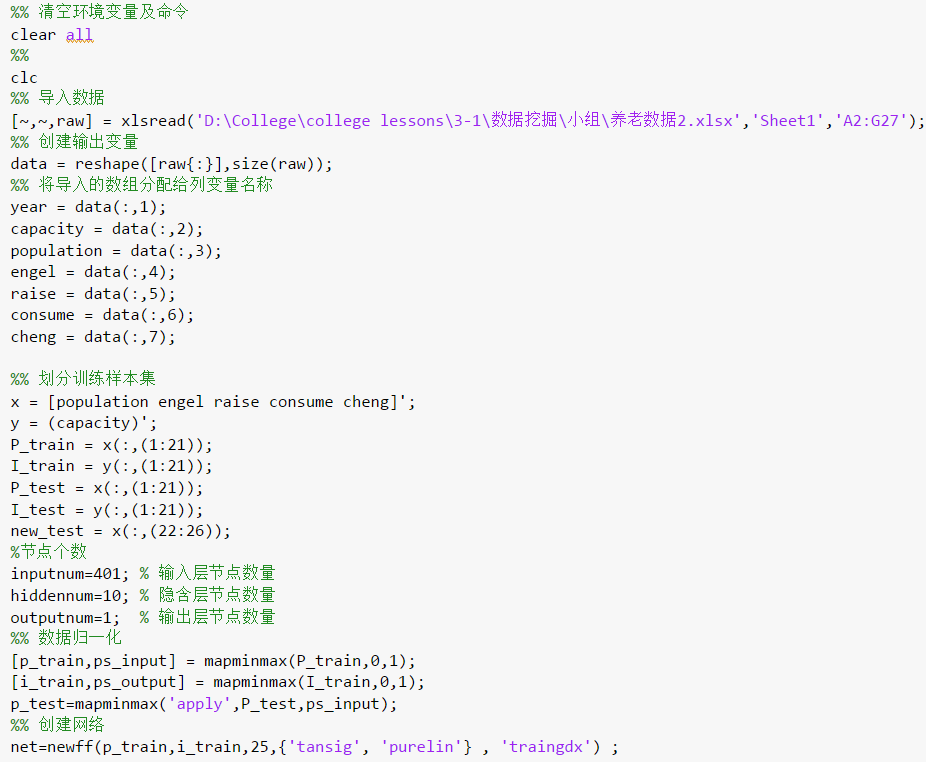 %% 清空环境变量及命令
clear all
%%
clc
%% 导入数据
[~,~,raw] = xlsread('D:\College\college lessons\3-1\数据挖掘\小组\养老数据2.xlsx','Sheet1','A2:G27');
%% 创建输出变量
data = reshape([raw{:}],size(raw));
%% 将导入的数组分配给列变量名称
year = data(:,1);
capacity = data(:,2);
population = data(:,3);
engel = data(:,4);
raise = data(:,5);
consume = data(:,6);
cheng = data(:,7);
%% 划分训练样本集
x = [population engel raise consume cheng]';
y = (capacity)';
P_train = x(:,(1:21));
I_train = y(:,(1:21));
P_test = x(:,(1:21));
I_test = y(:,(1:21));
new_test = x(:,(22:26));
%节点个数
inputnum=401; % 输入层节点数量
hiddennum=10; % 隐含层节点数量
outputnum=1;  % 输出层节点数量
%% 数据归一化
[p_train,ps_input] = mapminmax(P_train,0,1);
[i_train,ps_output] = mapminmax(I_train,0,1);
p_test=mapminmax('apply',P_test,ps_input);
%% 创建网络
net=newff(p_train,i_train,25,{'tansig', 'purelin'} , 'traingdx') ;